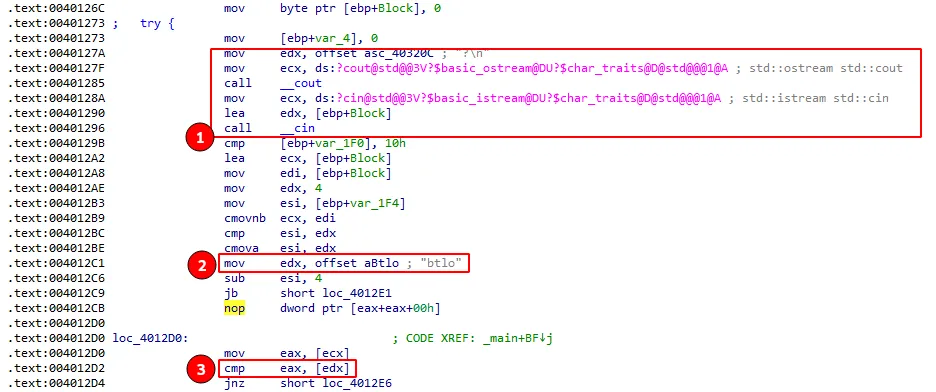 .text:0040126C mov byte ptr [ebp+Block], 0
.text:00401273 ; try {
.text:00401273 mov [ebp+var_4], 0
.text:0040127A mov edx, offset asc_40320C ; "?\n"
.text:0040127F mov ecx, ds:?cout@std@@3V?$basic_ostream@DU?$char_traits@D@std@@@1@A ; std::ostream std::cout
.text:00401285 call __cout
.text:0040128A mov ecx, ds:?cin@std@@3V?$basic_istream@DU?$char_traits@D@std@@@1@A ; std::istream std::cin
.text:00401290 lea edx, [ebp+Block]
.text:00401296 call __cin
1
.text:0040129B cmp [ebp+var_1F0], 10h
.text:004012A2 lea ecx, [ebp+Block]
.text:004012A8 mov edi, [ebp+Block]
.text:004012AE mov edx, 4
.text:004012B3 mov esi, [ebp+var_1F4]
.text:004012B9 cmovnb ecx, edi
.text:004012BC cmp esi, edx
.text:004012BE cmova esi, edx
.text:004012C1 2 mov edx, offset aBtlo ; "btlo"
.text:004012C6 sub esi, 4
.text:004012C9 jb short loc_4012E1
.text:004012CB nop dword ptr [eax+eax+00h]
.text:004012D0
.text:004012D0 loc_4012D0: ; CODE XREF: _main+BF↓j
.text:004012D0 mov eax, [ecx]
.text:004012D2 3 cmp eax, [edx]
.text:004012D4 jnz short loc_4012E6